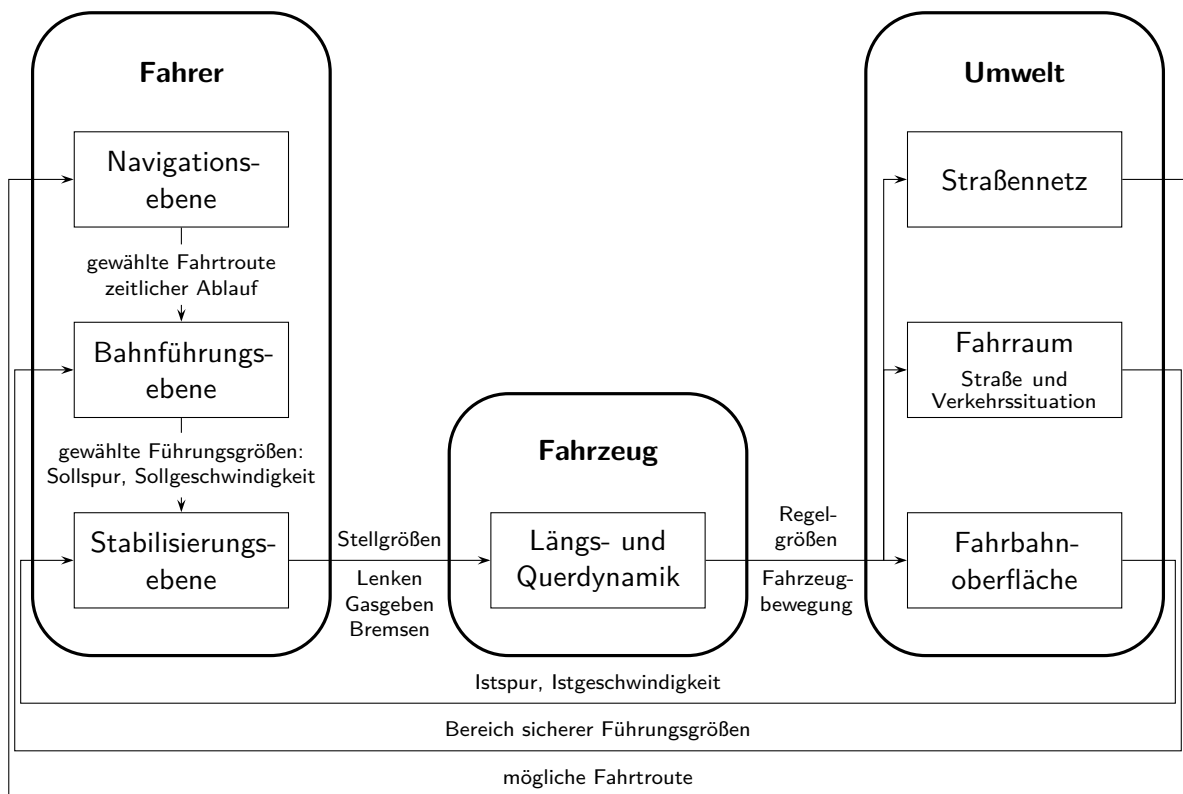 Fahrer
Navigations-
ebene
gewählte Fahrtroute
zeitlicher Ablauf
Bahnführungs-
ebene
gewählte Führungsgrößen:
Sollspur, Sollgeschwindigkeit
Stabilisierungs-
ebene
Stellgrößen
Lenken
Gasgeben
Bremsen
Fahrzeug
Längs- und
Querdynamik
Regel-
größen
Fahrzeug-
bewegung
Umwelt
Straßennetz
Fahrraum
Straße und
Verkehrssituation
Fahrbahn-
oberfläche
Istspur, Istgeschwindigkeit
Bereich sicherer Führungsgrößen
mögliche Fahrtroute